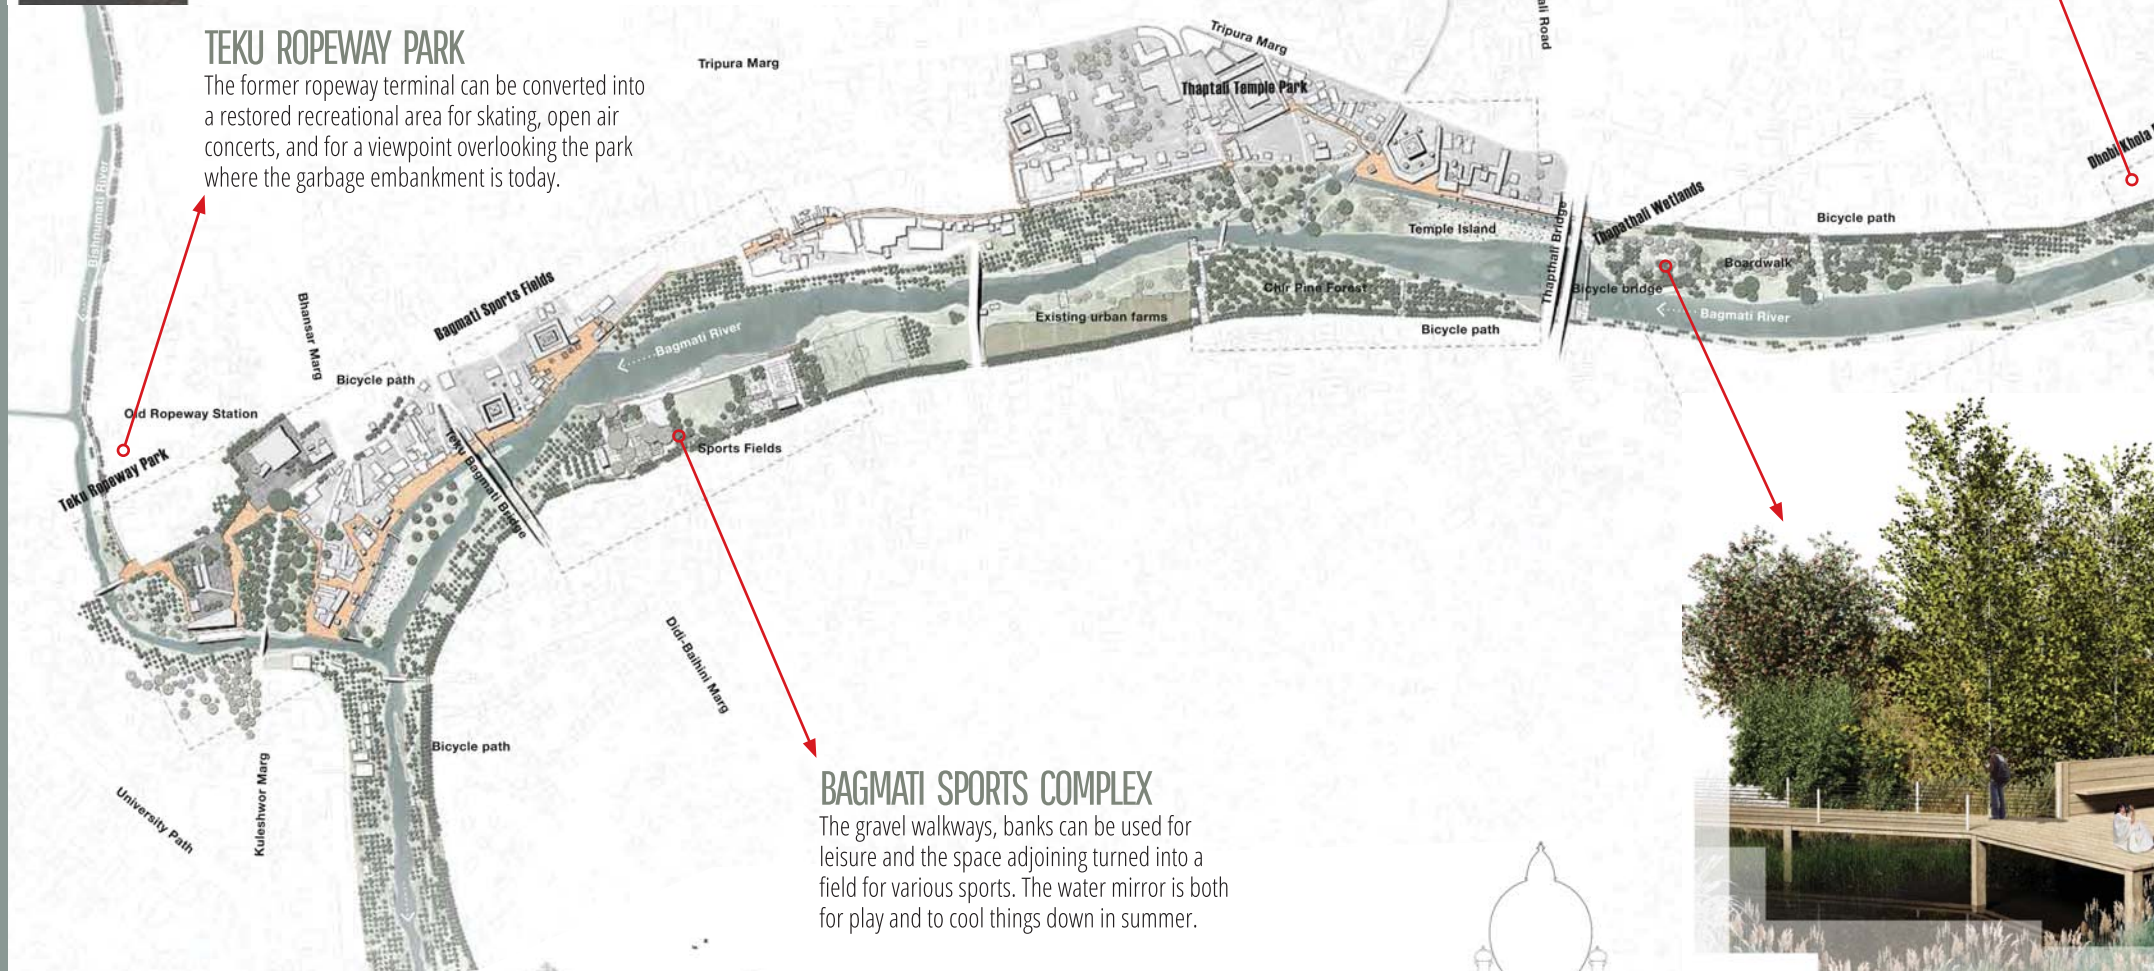 TEKU ROPEWAY PARK
The former ropeway terminal can be converted into
a restored recreational area for skating, open air
concerts, and for a viewpoint overlooking the park
where the garbage embankment is today.
Tripura Marg
Tripura Marg
ali Road
Thaptali Temple Park
Dhobi Khola
Bishnumati River
Thapathali Wetlands
Bicycle path
Temple Island
Thapthali Bridge
Boardwalk
Bicycle bridge
Bagmati River
Chir Pine Forest
Existing urban farms
Bicycle path
Bagmati Sports Fields
Bagmati River
Bhansar Marg
Bicycle path
Old Ropeway Station
Teku Ropeway Park
Teku Bagmati Bridge
Sports Fields
Didi-Baihini Marg
Bicycle path
Kuleshwor Marg
University Path
BAGMATI SPORTS COMPLEX
The gravel walkways, banks can be used for
leisure and the space adjoining turned into a
field for various sports. The water mirror is both
for play and to cool things down in summer.